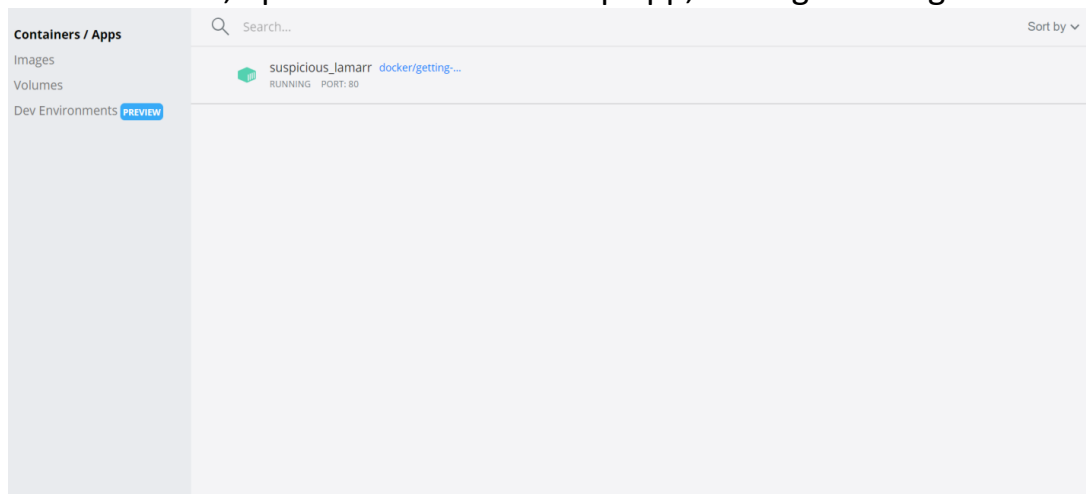 Containers / Apps
Images
Volumes
Dev Environments PREVIEW
Search...
Sort by
suspicious_lamarr docker/getting-...
RUNNING PORT: 80